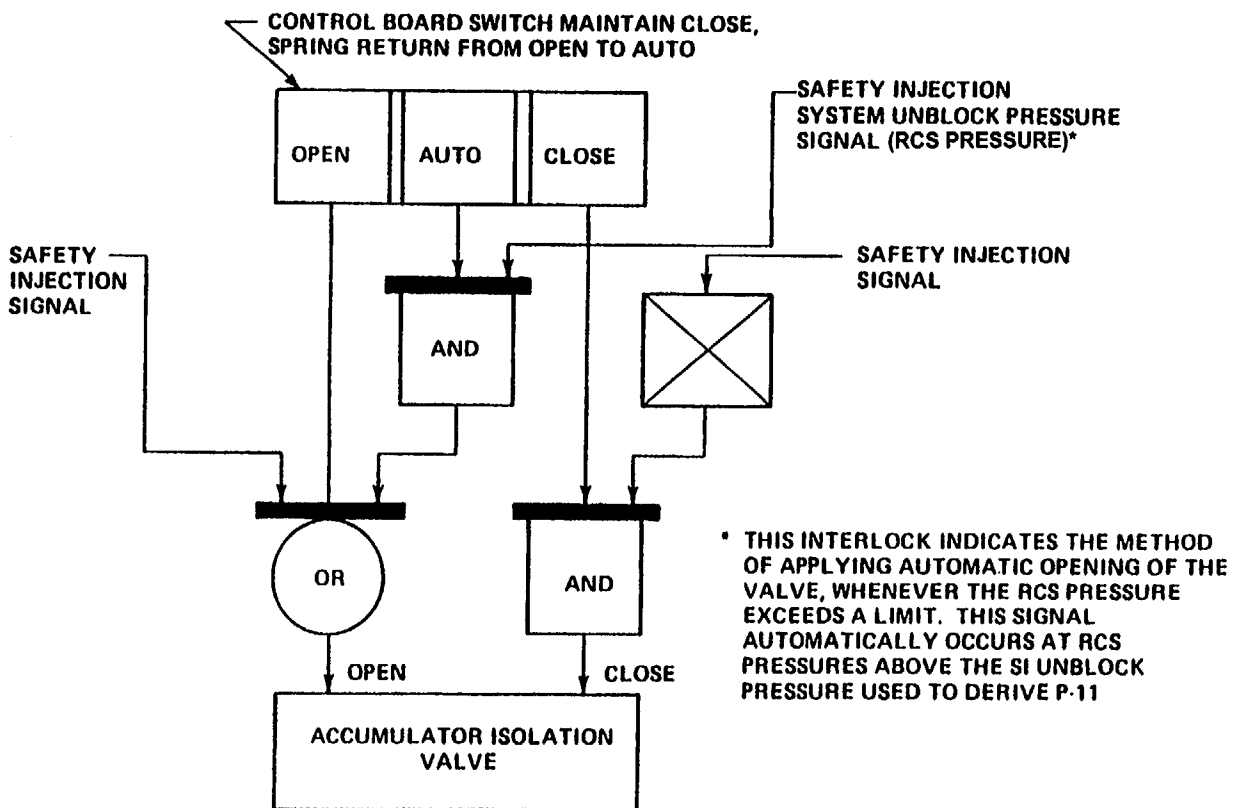 CONTROL BOARD SWITCH MAINTAIN CLOSE,
SPRING RETURN FROM OPEN TO AUTO
SAFETY INJECTION
SYSTEM UNBLOCK PRESSURE
SIGNAL (RCS PRESSURE)*
OPEN
AUTO
CLOSE
SAFETY
INJECTION
SIGNAL
SAFETY INJECTION
SIGNAL
AND
OR
AND
OPEN
CLOSE
ACCUMULATOR ISOLATION
VALVE
* THIS INTERLOCK INDICATES THE METHOD
OF APPLYING AUTOMATIC OPENING OF THE
VALVE, WHENEVER THE RCS PRESSURE
EXCEEDS A LIMIT. THIS SIGNAL
AUTOMATICALLY OCCURS AT RCS
PRESSURES ABOVE THE SI UNBLOCK
PRESSURE USED TO DERIVE P-11